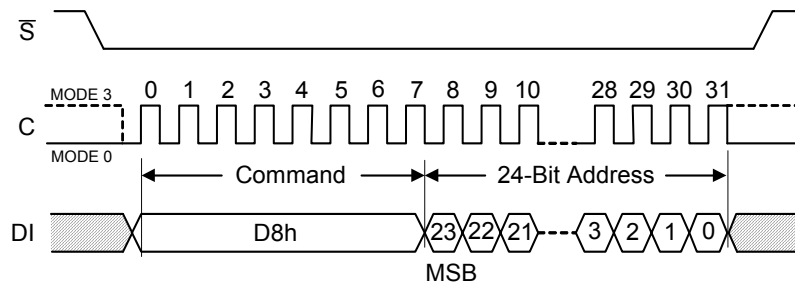 S̅
MODE 3
0 1 2 3 4 5 6 7 8 9 10 28 29 30 31
C
MODE 0
Command 24-Bit Address
DI D8h 23 22 21 3 2 1 0
MSB